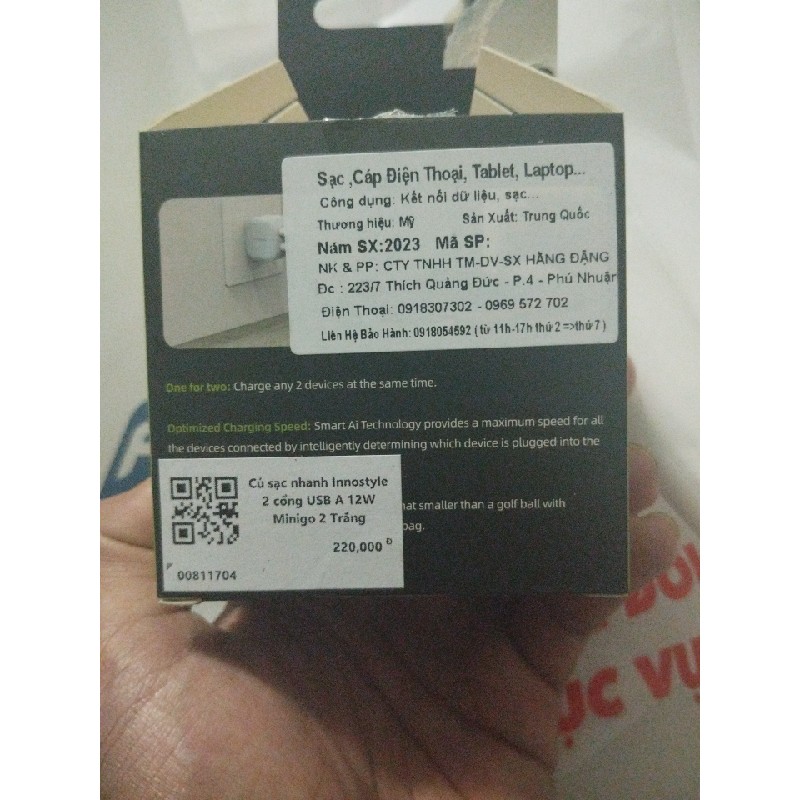 Sạc ,Cáp Điện Thoại, Tablet, Laptop...
Công dụng: Kết nối dữ liệu, sạc...
Thương hiệu: Mỹ Sản Xuất: Trung Quốc
Năm SX:2023 Mã SP:
NK & PP: CTY TNHH TM-DV-SX HẰNG ĐẶNG
Đc : 223/7 Thích Quảng Đức - P.4 - Phú Nhuận
Điện Thoại: 0918307302 - 0969 572 702
Liên Hệ Bảo Hành: 0918054692 ( từ 11h-17h thứ 2 =>thứ 7 )
One for two: Charge any 2 devices at the same time.
Optimized Charging Speed: Smart Ai Technology provides a maximum speed for all
the devices connected by intelligently determining which device is plugged into the
hat smaller than a golf ball with
bag.
Củ sạc nhanh Innostyle
2 cổng USB A 12W
Minigo 2 Trắng
220,000 Đ
P 00811704
ỤC VỤ